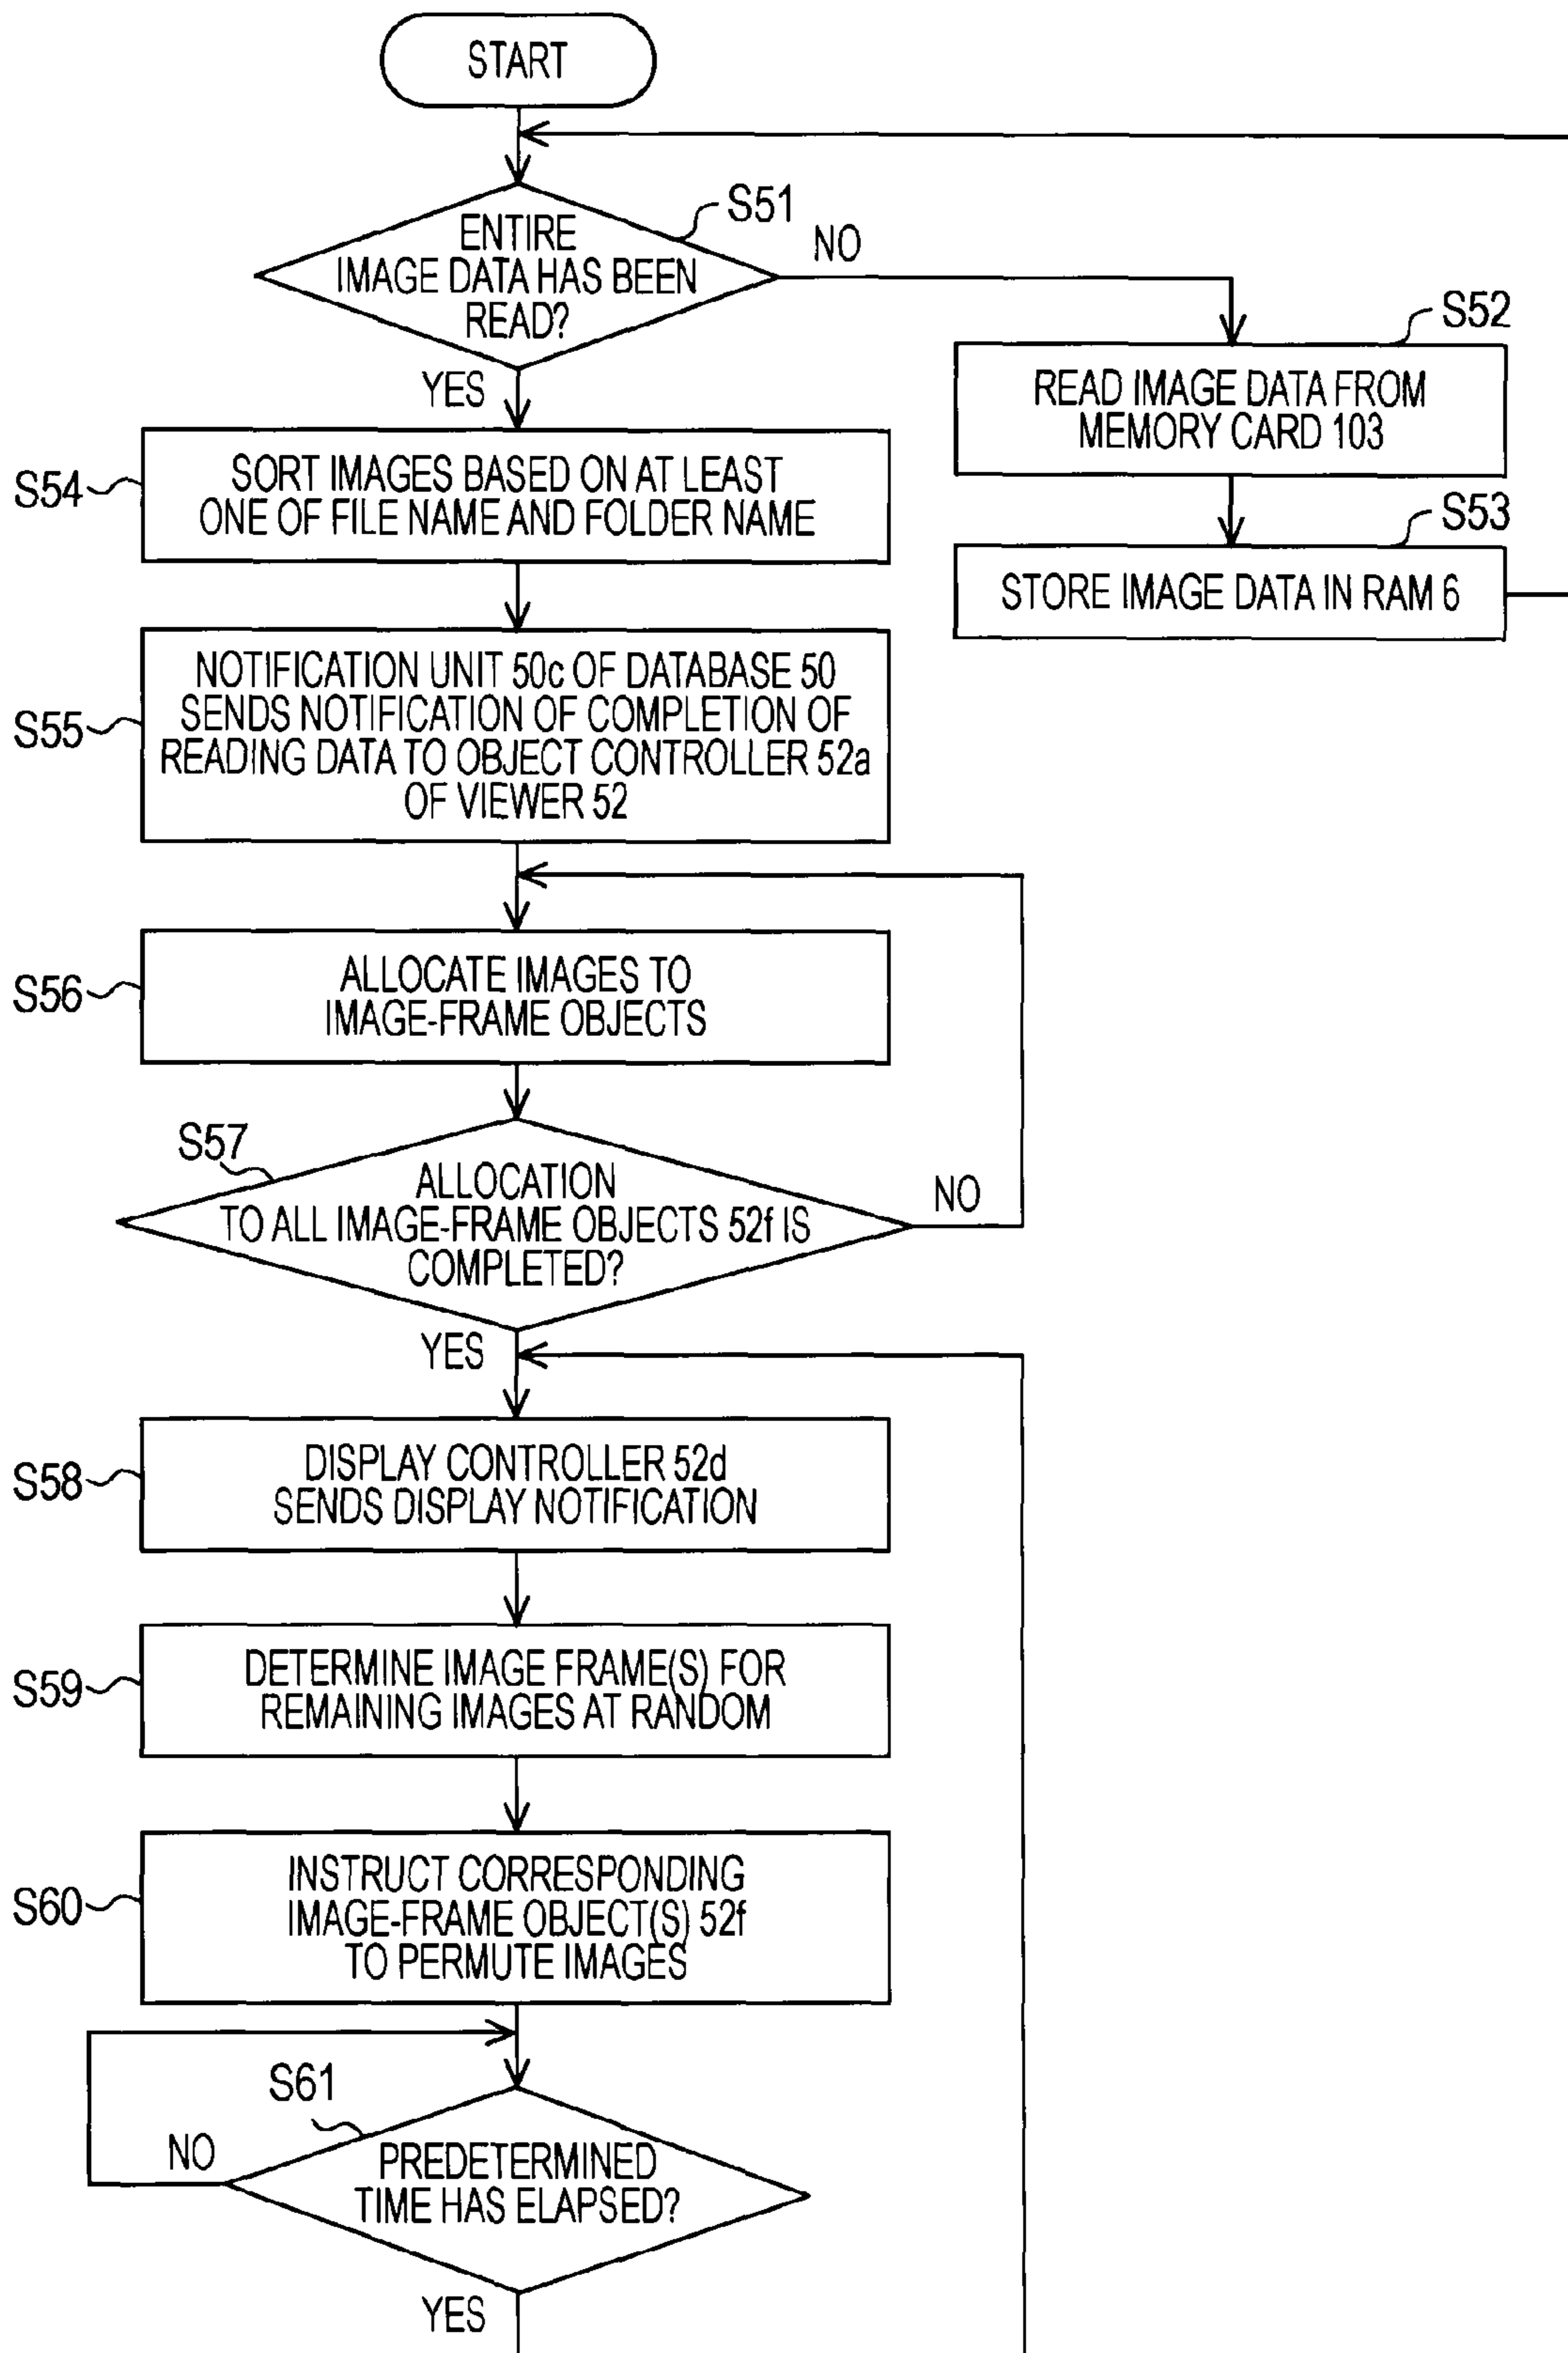 START
S51
ENTIRE
IMAGE DATA HAS BEEN
READ?
NO
YES
S52
READ IMAGE DATA FROM
MEMORY CARD 103
S53
STORE IMAGE DATA IN RAM 6
S54
SORT IMAGES BASED ON AT LEAST
ONE OF FILE NAME AND FOLDER NAME
S55
NOTIFICATION UNIT 50c OF DATABASE 50
SENDS NOTIFICATION OF COMPLETION OF
READING DATA TO OBJECT CONTROLLER 52a
OF VIEWER 52
S56
ALLOCATE IMAGES TO
IMAGE-FRAME OBJECTS
S57
ALLOCATION
TO ALL IMAGE-FRAME OBJECTS 52f IS
COMPLETED?
NO
YES
S58
DISPLAY CONTROLLER 52d
SENDS DISPLAY NOTIFICATION
S59
DETERMINE IMAGE FRAME(S) FOR
REMAINING IMAGES AT RANDOM
S60
INSTRUCT CORRESPONDING
IMAGE-FRAME OBJECT(S) 52f
TO PERMUTE IMAGES
S61
NO
PREDETERMINED
TIME HAS ELAPSED?
YES